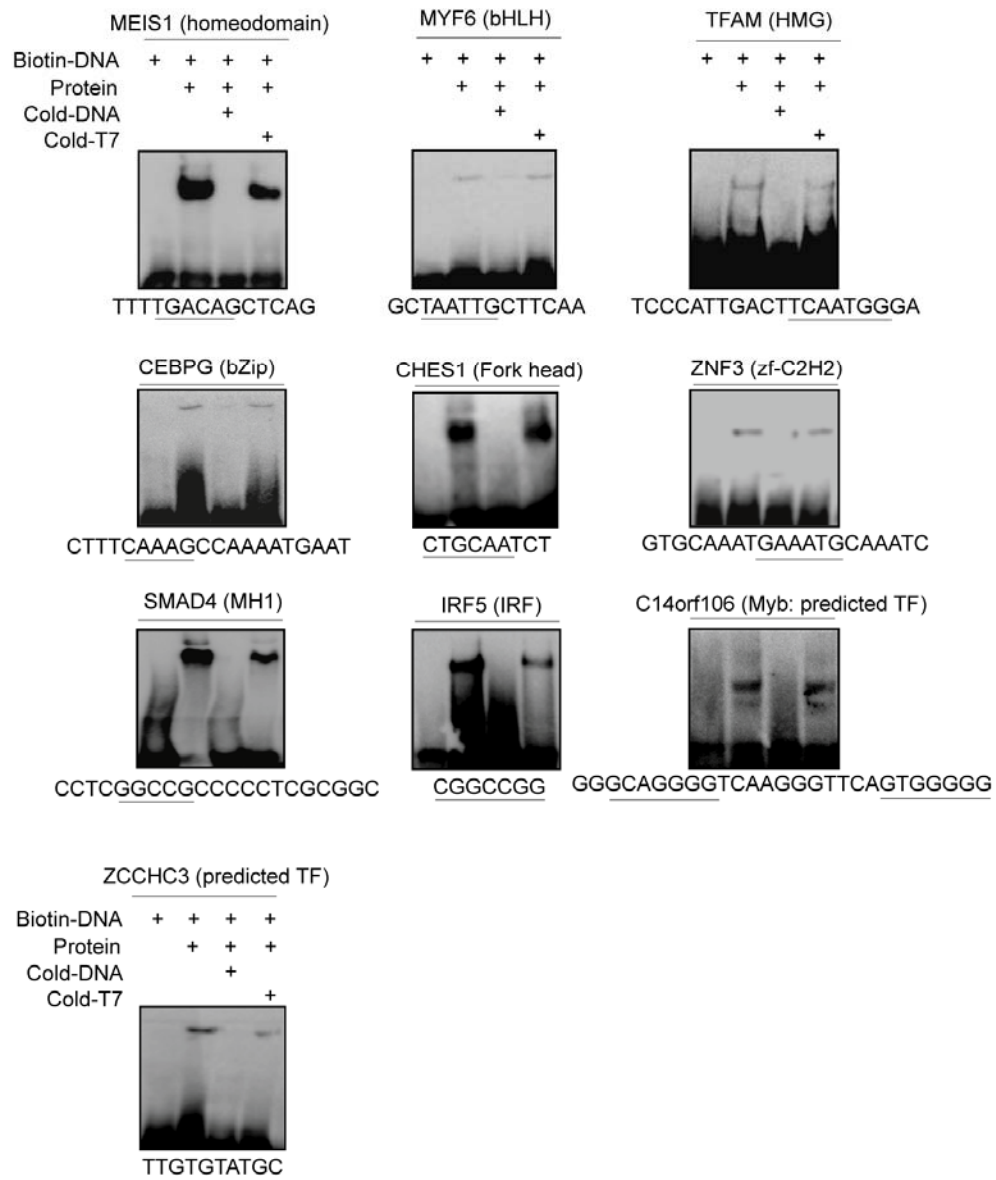 MEIS1 (homeodomain)
MYF6 (bHLH)
TFAM (HMG)
Biotin-DNA + + + + + + + + + + + +
Protein + + + + + + + + +
Cold-DNA + + +
Cold-T7 + + +
TTTTGACAGCTCAG
GCTAATTGCTTCAA
TCCCATTGACTTCAATGGGA
CEBPG (bZip)
CHES1 (Fork head)
ZNF3 (zf-C2H2)
CTTTCAAAGCCAAAATGAAT
CTGCAATCT
GTGCAAATGAAATGCAAATC
SMAD4 (MH1)
IRF5 (IRF)
C14orf106 (Myb: predicted TF)
CCTCGGCCGCCCCCTCGCGGC
CGGCCGG
GGGCAGGGGTCAAGGGTTCAGTGGGGG
ZCCHC3 (predicted TF)
Biotin-DNA + + + +
Protein + + +
Cold-DNA +
Cold-T7 +
TTGTGTATGC